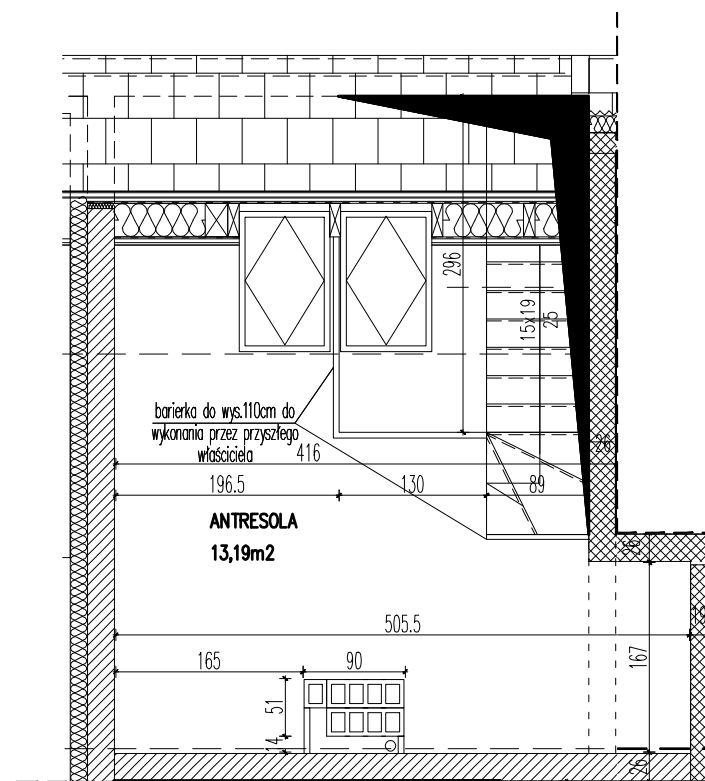 296
15x19
25
barierka do wys.110cm do
wykonania przez przyszłego
właściciela
416
26
196.5
130
89
ANTRESOLA
13,19m2
26
505.5
167
165
90
51
14
26